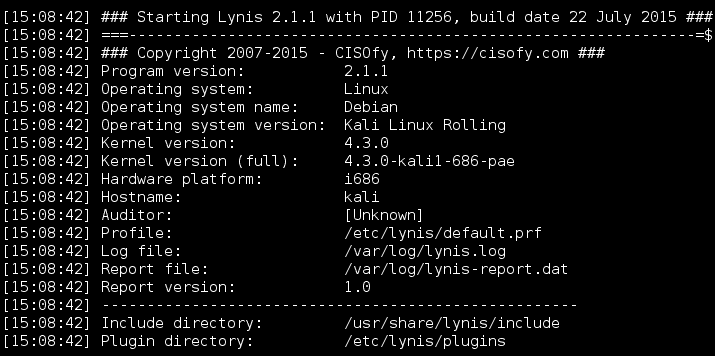 [15:08:42] ### Starting Lynis 2.1.1 with PID 11256, build date 22 July 2015 ###
[15:08:42] ===---------------------------------------------------------------=$
[15:08:42] ### Copyright 2007-2015 - CISOfy, https://cisofy.com ###
[15:08:42] Program version:           2.1.1
[15:08:42] Operating system:          Linux
[15:08:42] Operating system name:     Debian
[15:08:42] Operating system version:  Kali Linux Rolling
[15:08:42] Kernel version:            4.3.0
[15:08:42] Kernel version (full):     4.3.0-kali1-686-pae
[15:08:42] Hardware platform:         i686
[15:08:42] Hostname:                  kali
[15:08:42] Auditor:                   [Unknown]
[15:08:42] Profile:                   /etc/lynis/default.prf
[15:08:42] Log file:                  /var/log/lynis.log
[15:08:42] Report file:               /var/log/lynis-report.dat
[15:08:42] Report version:            1.0
[15:08:42] -----------------------------------------------------
[15:08:42] Include directory:         /usr/share/lynis/include
[15:08:42] Plugin directory:          /etc/lynis/plugins